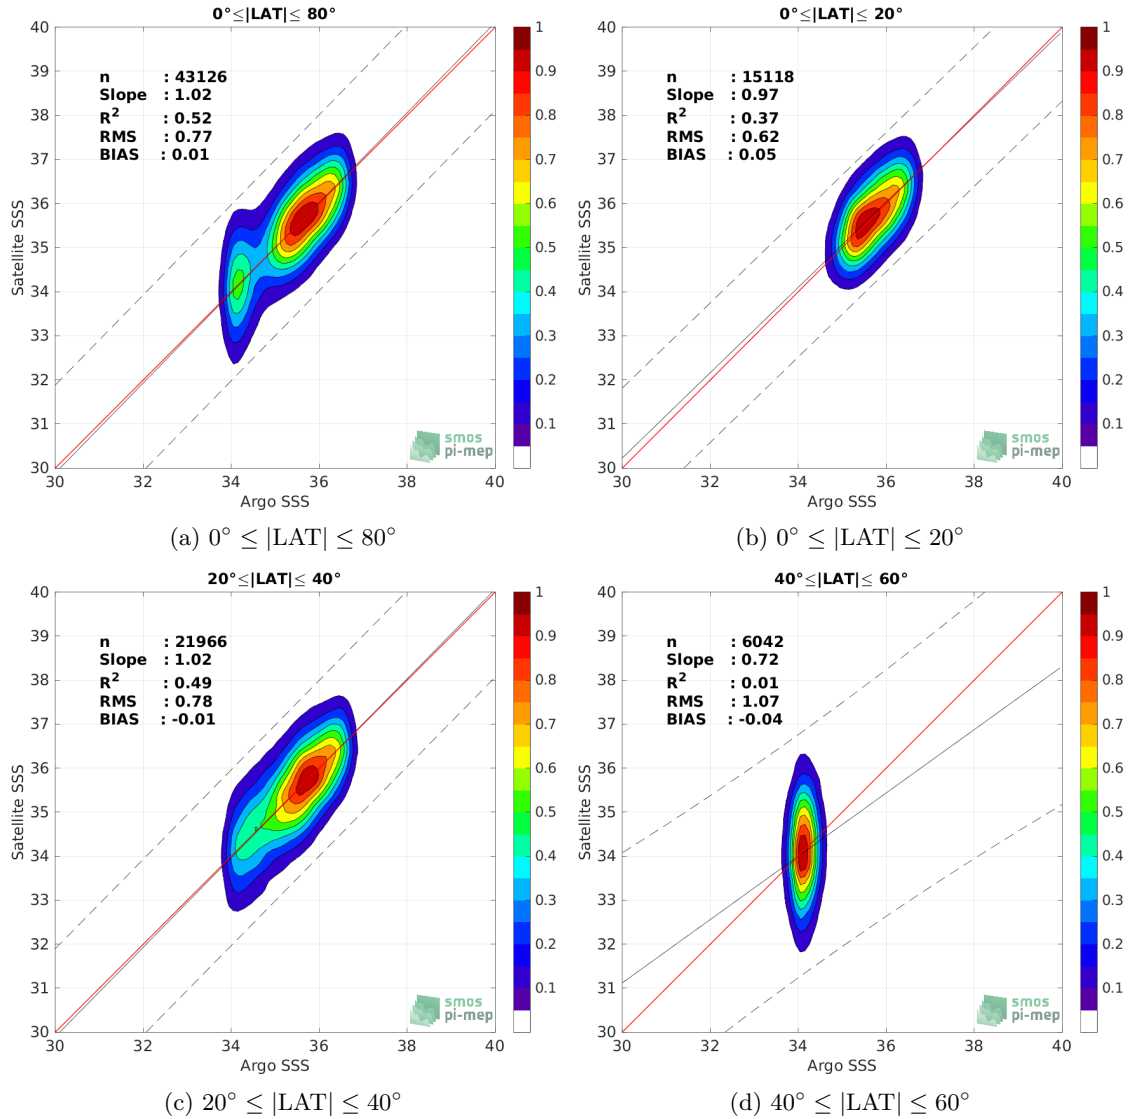 0°≤|LAT|≤ 80°
n : 43126
Slope : 1.02
R2 : 0.52
RMS : 0.77
BIAS : 0.01
40
39
38
37
36
35
34
33
32
31
30
Satellite SSS
30 32 34 36 38 40
Argo SSS
1
0.9
0.8
0.7
0.6
0.5
0.4
0.3
0.2
0.1
smos
pi-mep
(a) 0° ≤ |LAT| ≤ 80°
0°≤|LAT|≤ 20°
n : 15118
Slope : 0.97
R2 : 0.37
RMS : 0.62
BIAS : 0.05
40
39
38
37
36
35
34
33
32
31
30
Satellite SSS
30 32 34 36 38 40
Argo SSS
1
0.9
0.8
0.7
0.6
0.5
0.4
0.3
0.2
0.1
smos
pi-mep
(b) 0° ≤ |LAT| ≤ 20°
20°≤|LAT|≤ 40°
n : 21966
Slope : 1.02
R2 : 0.49
RMS : 0.78
BIAS : -0.01
40
39
38
37
36
35
34
33
32
31
30
Satellite SSS
30 32 34 36 38 40
Argo SSS
1
0.9
0.8
0.7
0.6
0.5
0.4
0.3
0.2
0.1
smos
pi-mep
(c) 20° ≤ |LAT| ≤ 40°
40°≤|LAT|≤ 60°
n : 6042
Slope : 0.72
R2 : 0.01
RMS : 1.07
BIAS : -0.04
40
39
38
37
36
35
34
33
32
31
30
Satellite SSS
30 32 34 36 38 40
Argo SSS
1
0.9
0.8
0.7
0.6
0.5
0.4
0.3
0.2
0.1
smos
pi-mep
(d) 40° ≤ |LAT| ≤ 60°